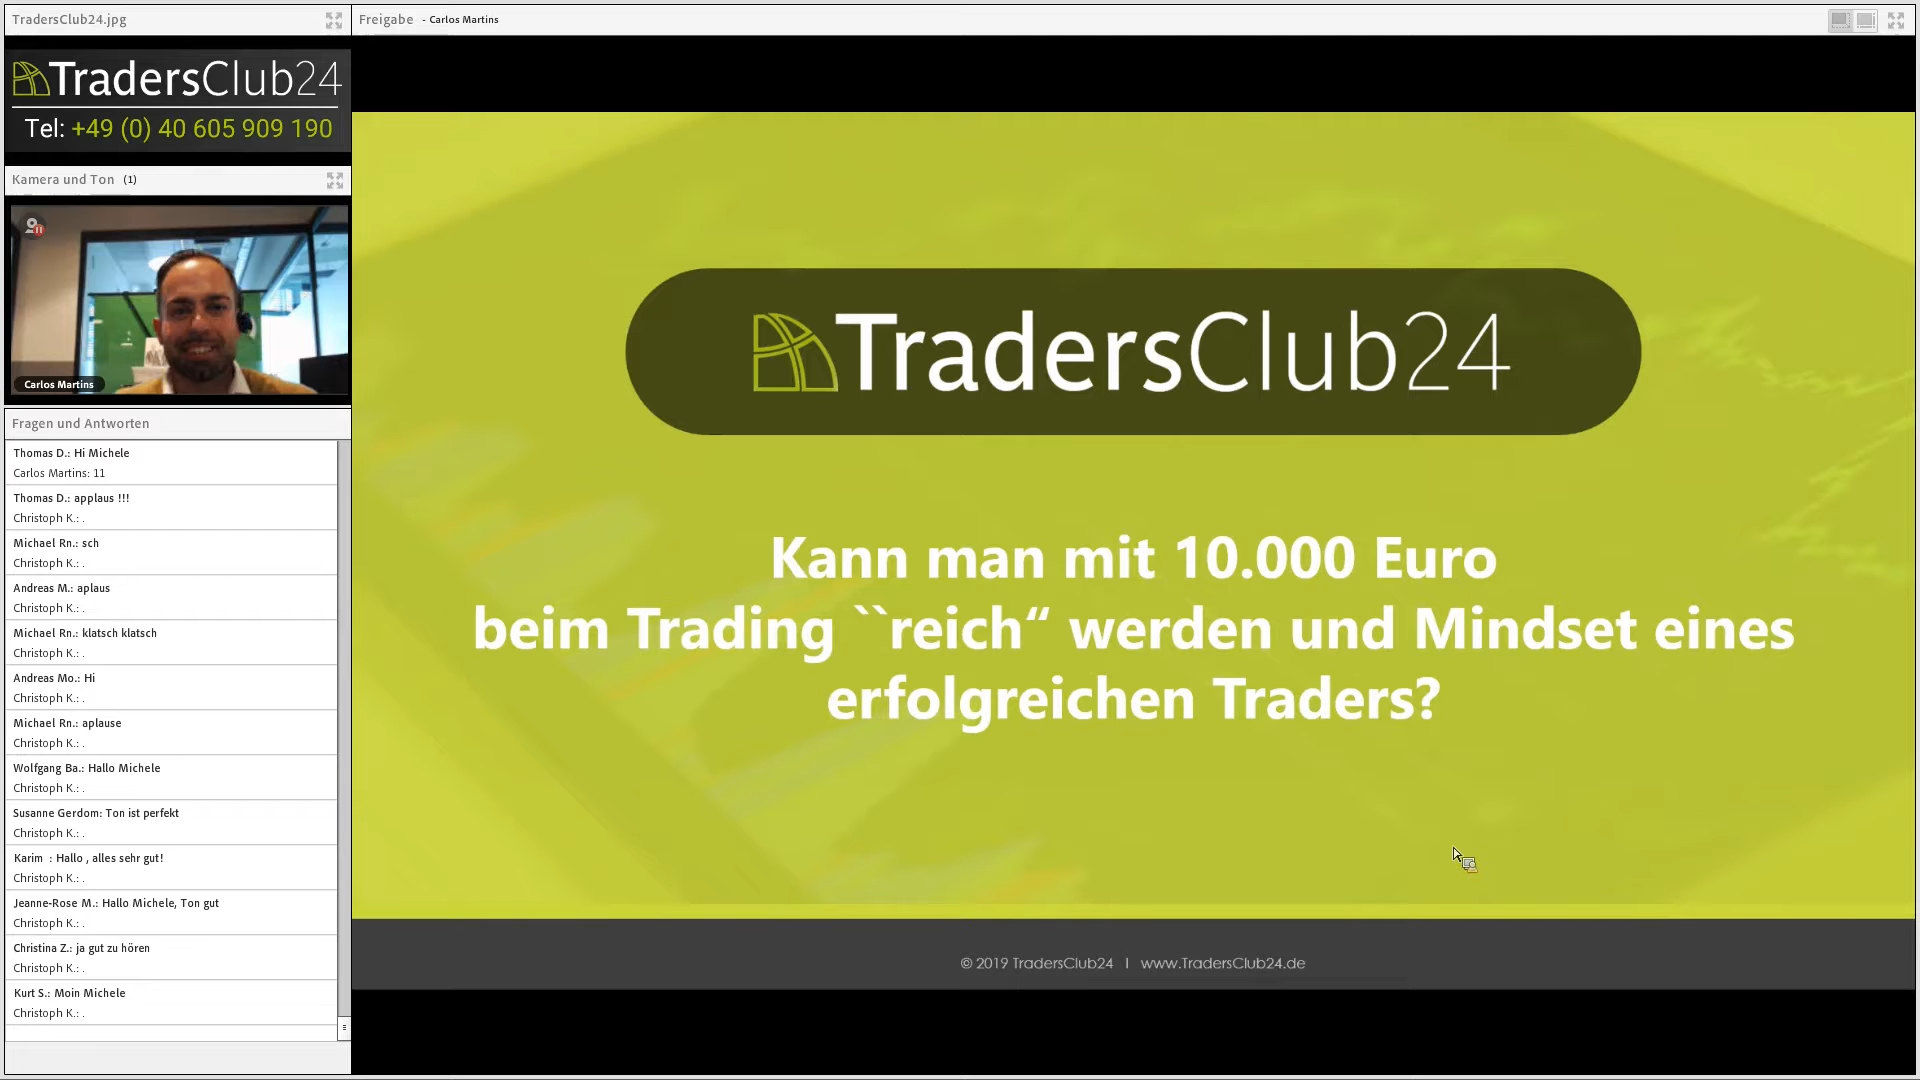 TradersClub24.jpg
TradersClub24
Tel: +49 (0) 40 605 909 190
Kamera und Ton (1)
Carlos Martins
Fragen und Antworten
Thomas D.: Hi Michele
Carlos Martins: 11
Thomas D.: applaus !!!
Christoph K.: .
Michael Rn.: sch
Christoph K.: .
Andreas M.: aplaus
Christoph K.: .
Michael Rn.: klatsch klatsch
Christoph K.: .
Andreas Mo.: Hi
Christoph K.: .
Michael Rn.: aplause
Christoph K.: .
Wolfgang Ba.: Hallo Michele
Christoph K.: .
Susanne Gerdom: Ton ist perfekt
Christoph K.: .
Karim  : Hallo , alles sehr gut!
Christoph K.: .
Jeanne-Rose M.: Hallo Michele, Ton gut
Christoph K.: .
Christina Z.: ja gut zu hören
Christoph K.: .
Kurt S.: Moin Michele
Christoph K.: .
Freigabe - Carlos Martins
TradersClub24
Kann man mit 10.000 Euro
beim Trading ``reich“ werden und Mindset eines
erfolgreichen Traders?
© 2019 TradersClub24 I www.TradersClub24.de